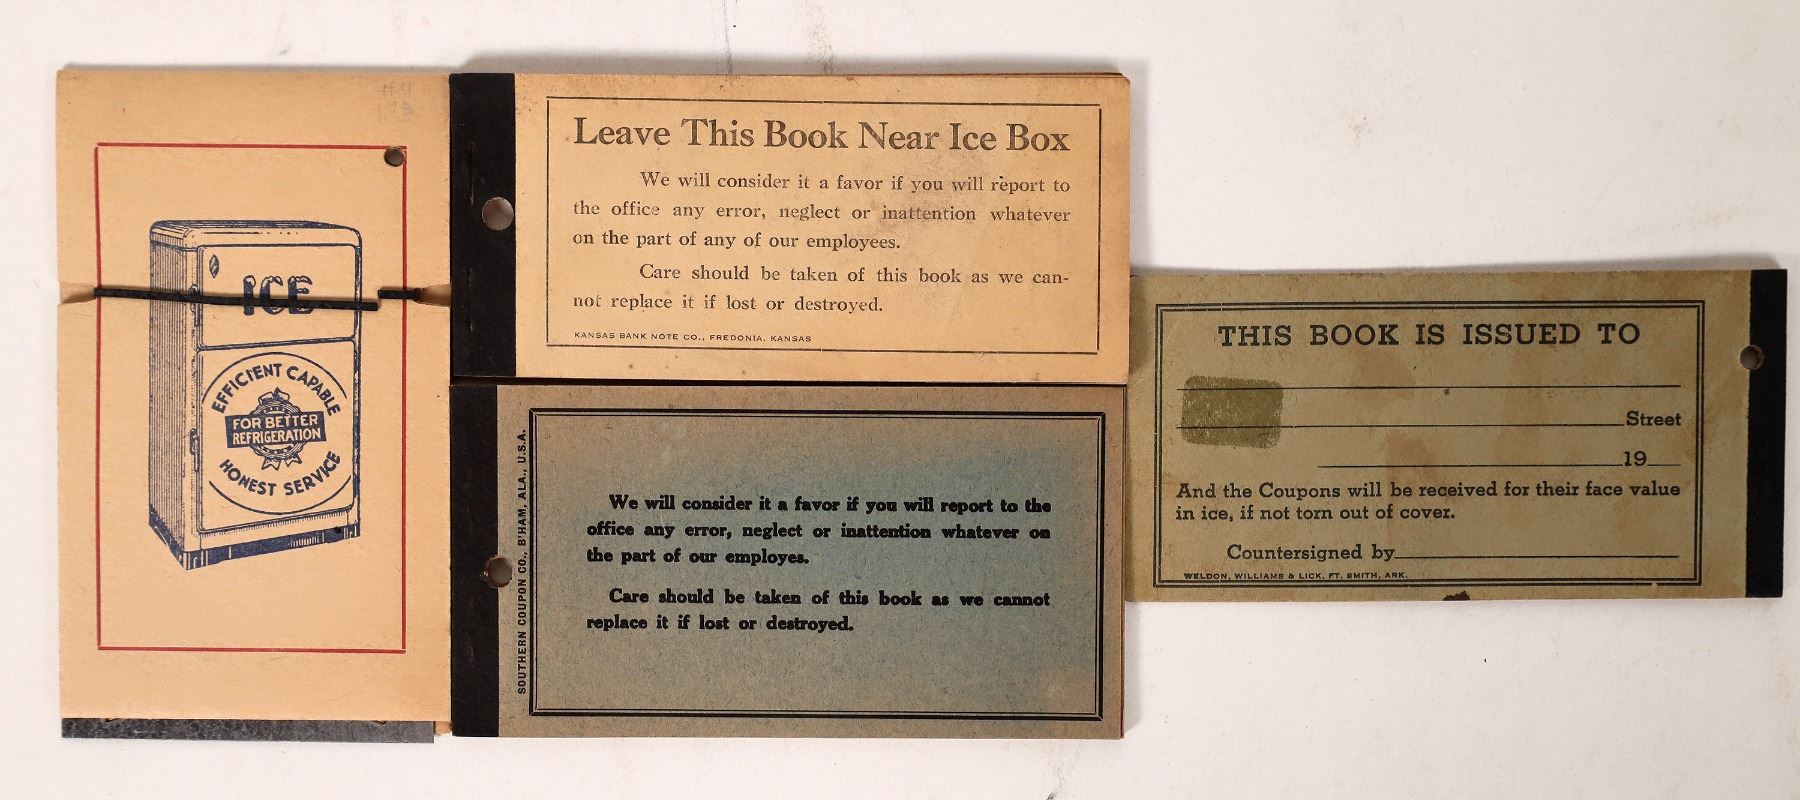 ICE
EFFICIENT CAPABLE
FOR BETTER
REFRIGERATION
HONEST SERVICE
Leave This Book Near Ice Box
We will consider it a favor if you will report to
the office any error, neglect or inattention whatever
on the part of any of our employees.
Care should be taken of this book as we can-
not replace it if lost or destroyed.
KANSAS BANK NOTE CO., FREDONIA, KANSAS
SOUTHERN COUPON CO., B'HAM, ALA., U.S.A.
We will consider it a favor if you will report to the
office any error, neglect or inattention whatever on
the part of our employes.
Care should be taken of this book as we cannot
replace it if lost or destroyed.
THIS BOOK IS ISSUED TO
Street
19
And the Coupons will be received for their face value
in ice, if not torn out of cover.
Countersigned by
WELDON, WILLIAMS & LICK, FT. SMITH, ARK.